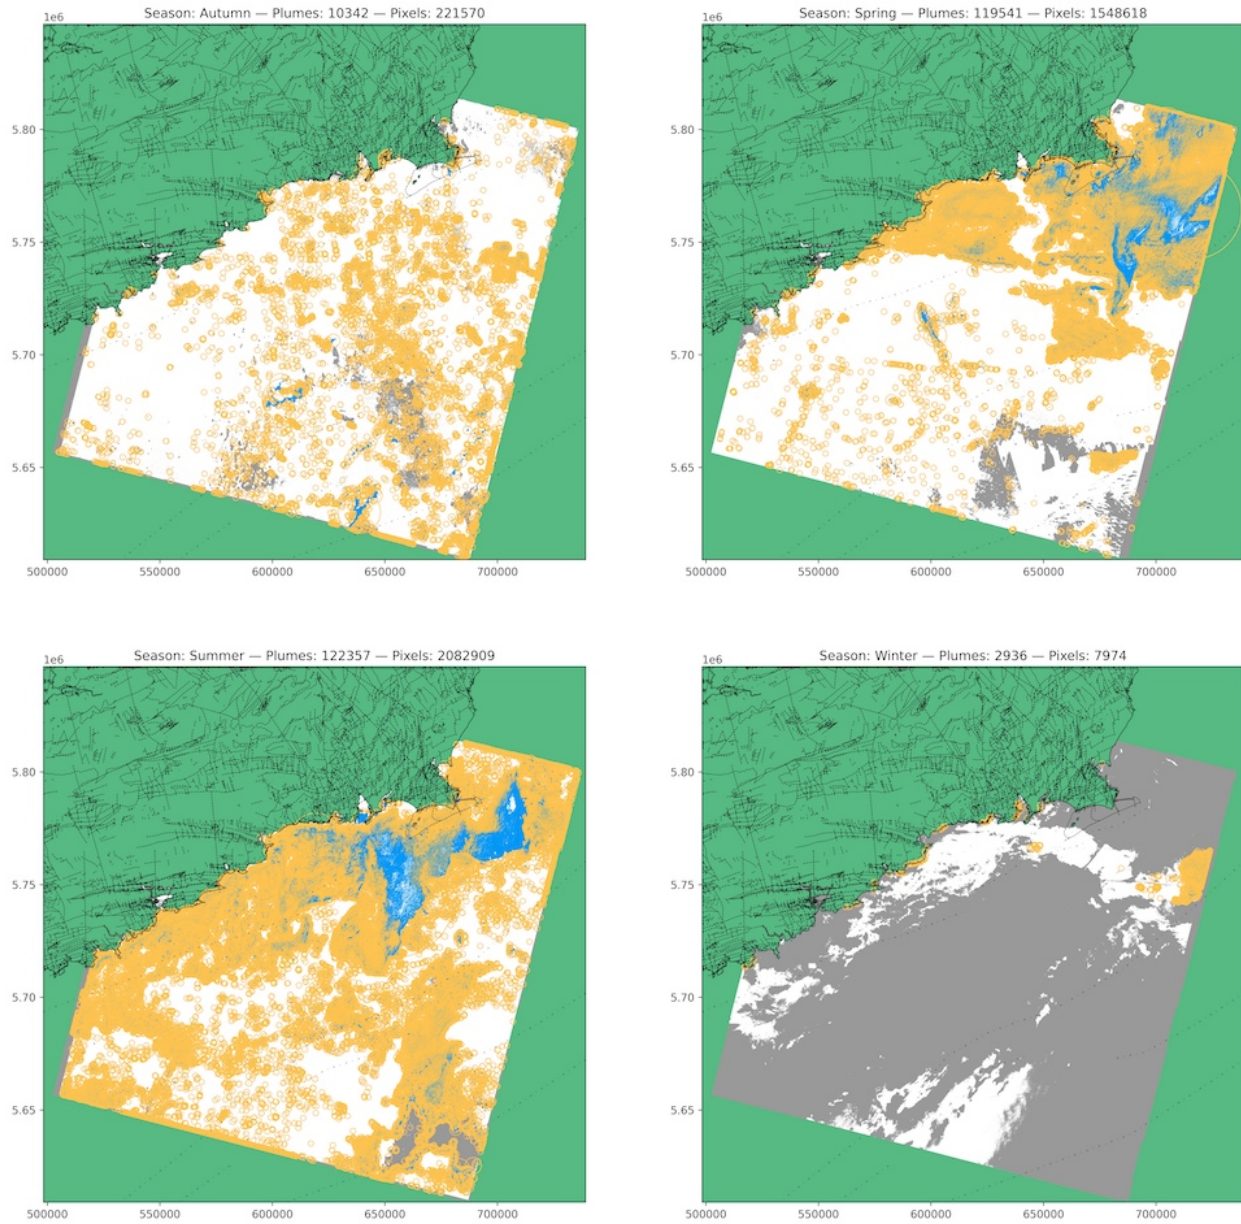 Season: Autumn — Plumes: 10342 — Pixels: 221570
1e6
5.80
5.75
5.70
5.65
500000 550000 600000 650000 700000
Season: Spring — Plumes: 119541 — Pixels: 1548618
1e6
5.80
5.75
5.70
5.65
500000 550000 600000 650000 700000
Season: Summer — Plumes: 122357 — Pixels: 2082909
1e6
5.80
5.75
5.70
5.65
500000 550000 600000 650000 700000
Season: Winter — Plumes: 2936 — Pixels: 7974
1e6
5.80
5.75
5.70
5.65
500000 550000 600000 650000 700000